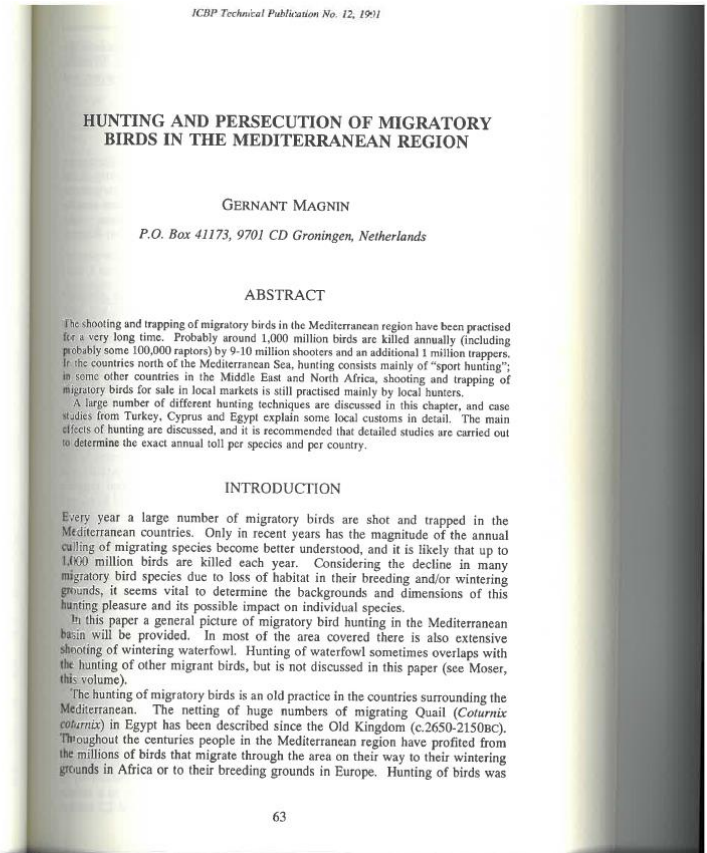 ICBP Technical Publication No. 12, 1991
HUNTING AND PERSECUTION OF MIGRATORY
BIRDS IN THE MEDITERRANEAN REGION
GERNANT MAGNIN
P.O. Box 41173, 9701 CD Groningen, Netherlands
ABSTRACT
The shooting and trapping of migratory birds in the Mediterranean region have been practised
for a very long time. Probably around 1,000 million birds are killed annually (including
probably some 100,000 raptors) by 9-10 million shooters and an additional 1 million trappers.
In the countries north of the Mediterranean Sea, hunting consists mainly of "sport hunting";
in some other countries in the Middle East and North Africa, shooting and trapping of
migratory birds for sale in local markets is still practised mainly by local hunters.
A large number of different hunting techniques are discussed in this chapter, and case
studies from Turkey, Cyprus and Egypt explain some local customs in detail. The main
effects of hunting are discussed, and it is recommended that detailed studies are carried out
to determine the exact annual toll per species and per country.
INTRODUCTION
Every year a large number of migratory birds are shot and trapped in the
Mediterranean countries. Only in recent years has the magnitude of the annual
culling of migrating species become better understood, and it is likely that up to
1,000 million birds are killed each year. Considering the decline in many
migratory bird species due to loss of habitat in their breeding and/or wintering
grounds, it seems vital to determine the backgrounds and dimensions of this
hunting pleasure and its possible impact on individual species.
In this paper a general picture of migratory bird hunting in the Mediterranean
basin will be provided. In most of the area covered there is also extensive
shooting of wintering waterfowl. Hunting of waterfowl sometimes overlaps with
the hunting of other migrant birds, but is not discussed in this paper (see Moser,
this volume).
The hunting of migratory birds is an old practice in the countries surrounding the
Mediterranean. The netting of huge numbers of migrating Quail (Coturnix
coturnix) in Egypt has been described since the Old Kingdom (c.2650-2150BC).
Throughout the centuries people in the Mediterranean region have profited from
the millions of birds that migrate through the area on their way to their wintering
grounds in Africa or to their breeding grounds in Europe. Hunting of birds was
63